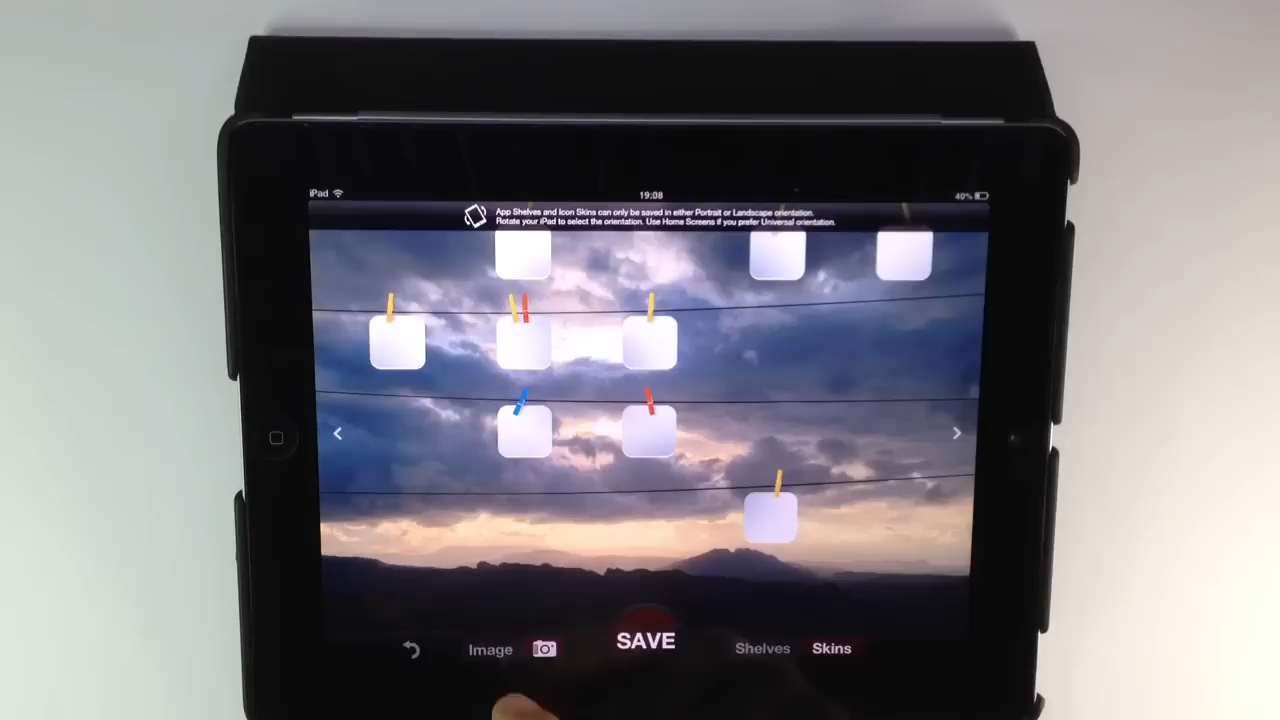 iPad
19:08
40%
App Shelves and Icon Skins can only be saved in either Portrait or Landscape orientation.
Rotate your iPad to select the orientation. Use Home Screens if you prefer Universal orientation.
Image
SAVE
Shelves
Skins